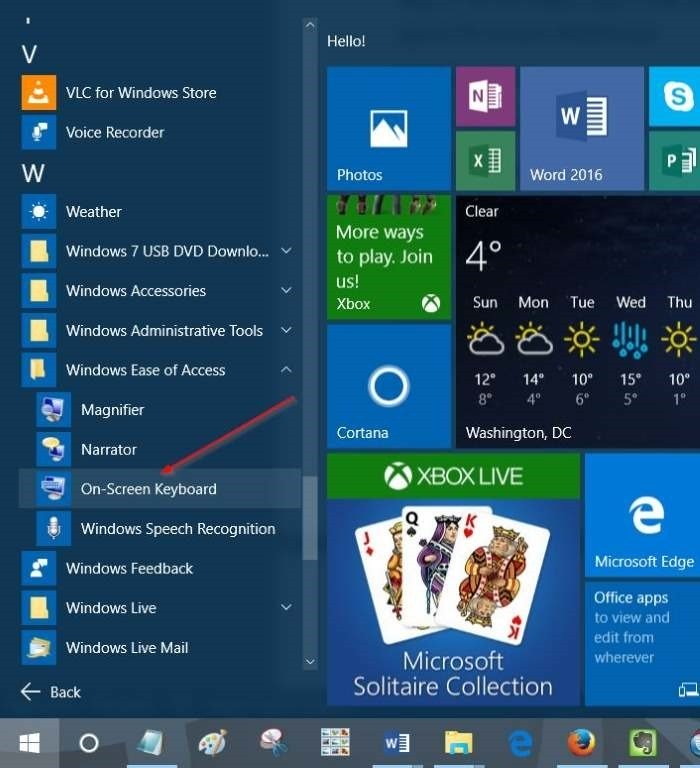 V
VLC for Windows Store
Voice Recorder
W
Weather
Windows 7 USB DVD Downlo...
Windows Accessories
Windows Administrative Tools
Windows Ease of Access
Magnifier
Narrator
On-Screen Keyboard
Windows Speech Recognition
Windows Feedback
Windows Live
Windows Live Mail
Back
Hello!
Photos
N
X
W
Word 2016
S
P
More ways
to play. Join
us!
Xbox
Clear
4°
Sun Mon Tue Wed Thu
12° 14° 10° 15° 10°
8° 4° 6° 5° 1°
Washington, DC
Cortana
XBOX LIVE
J Q K
K
Microsoft
Solitaire Collection
Microsoft Edge
Office apps
to view and
edit from
wherever
W